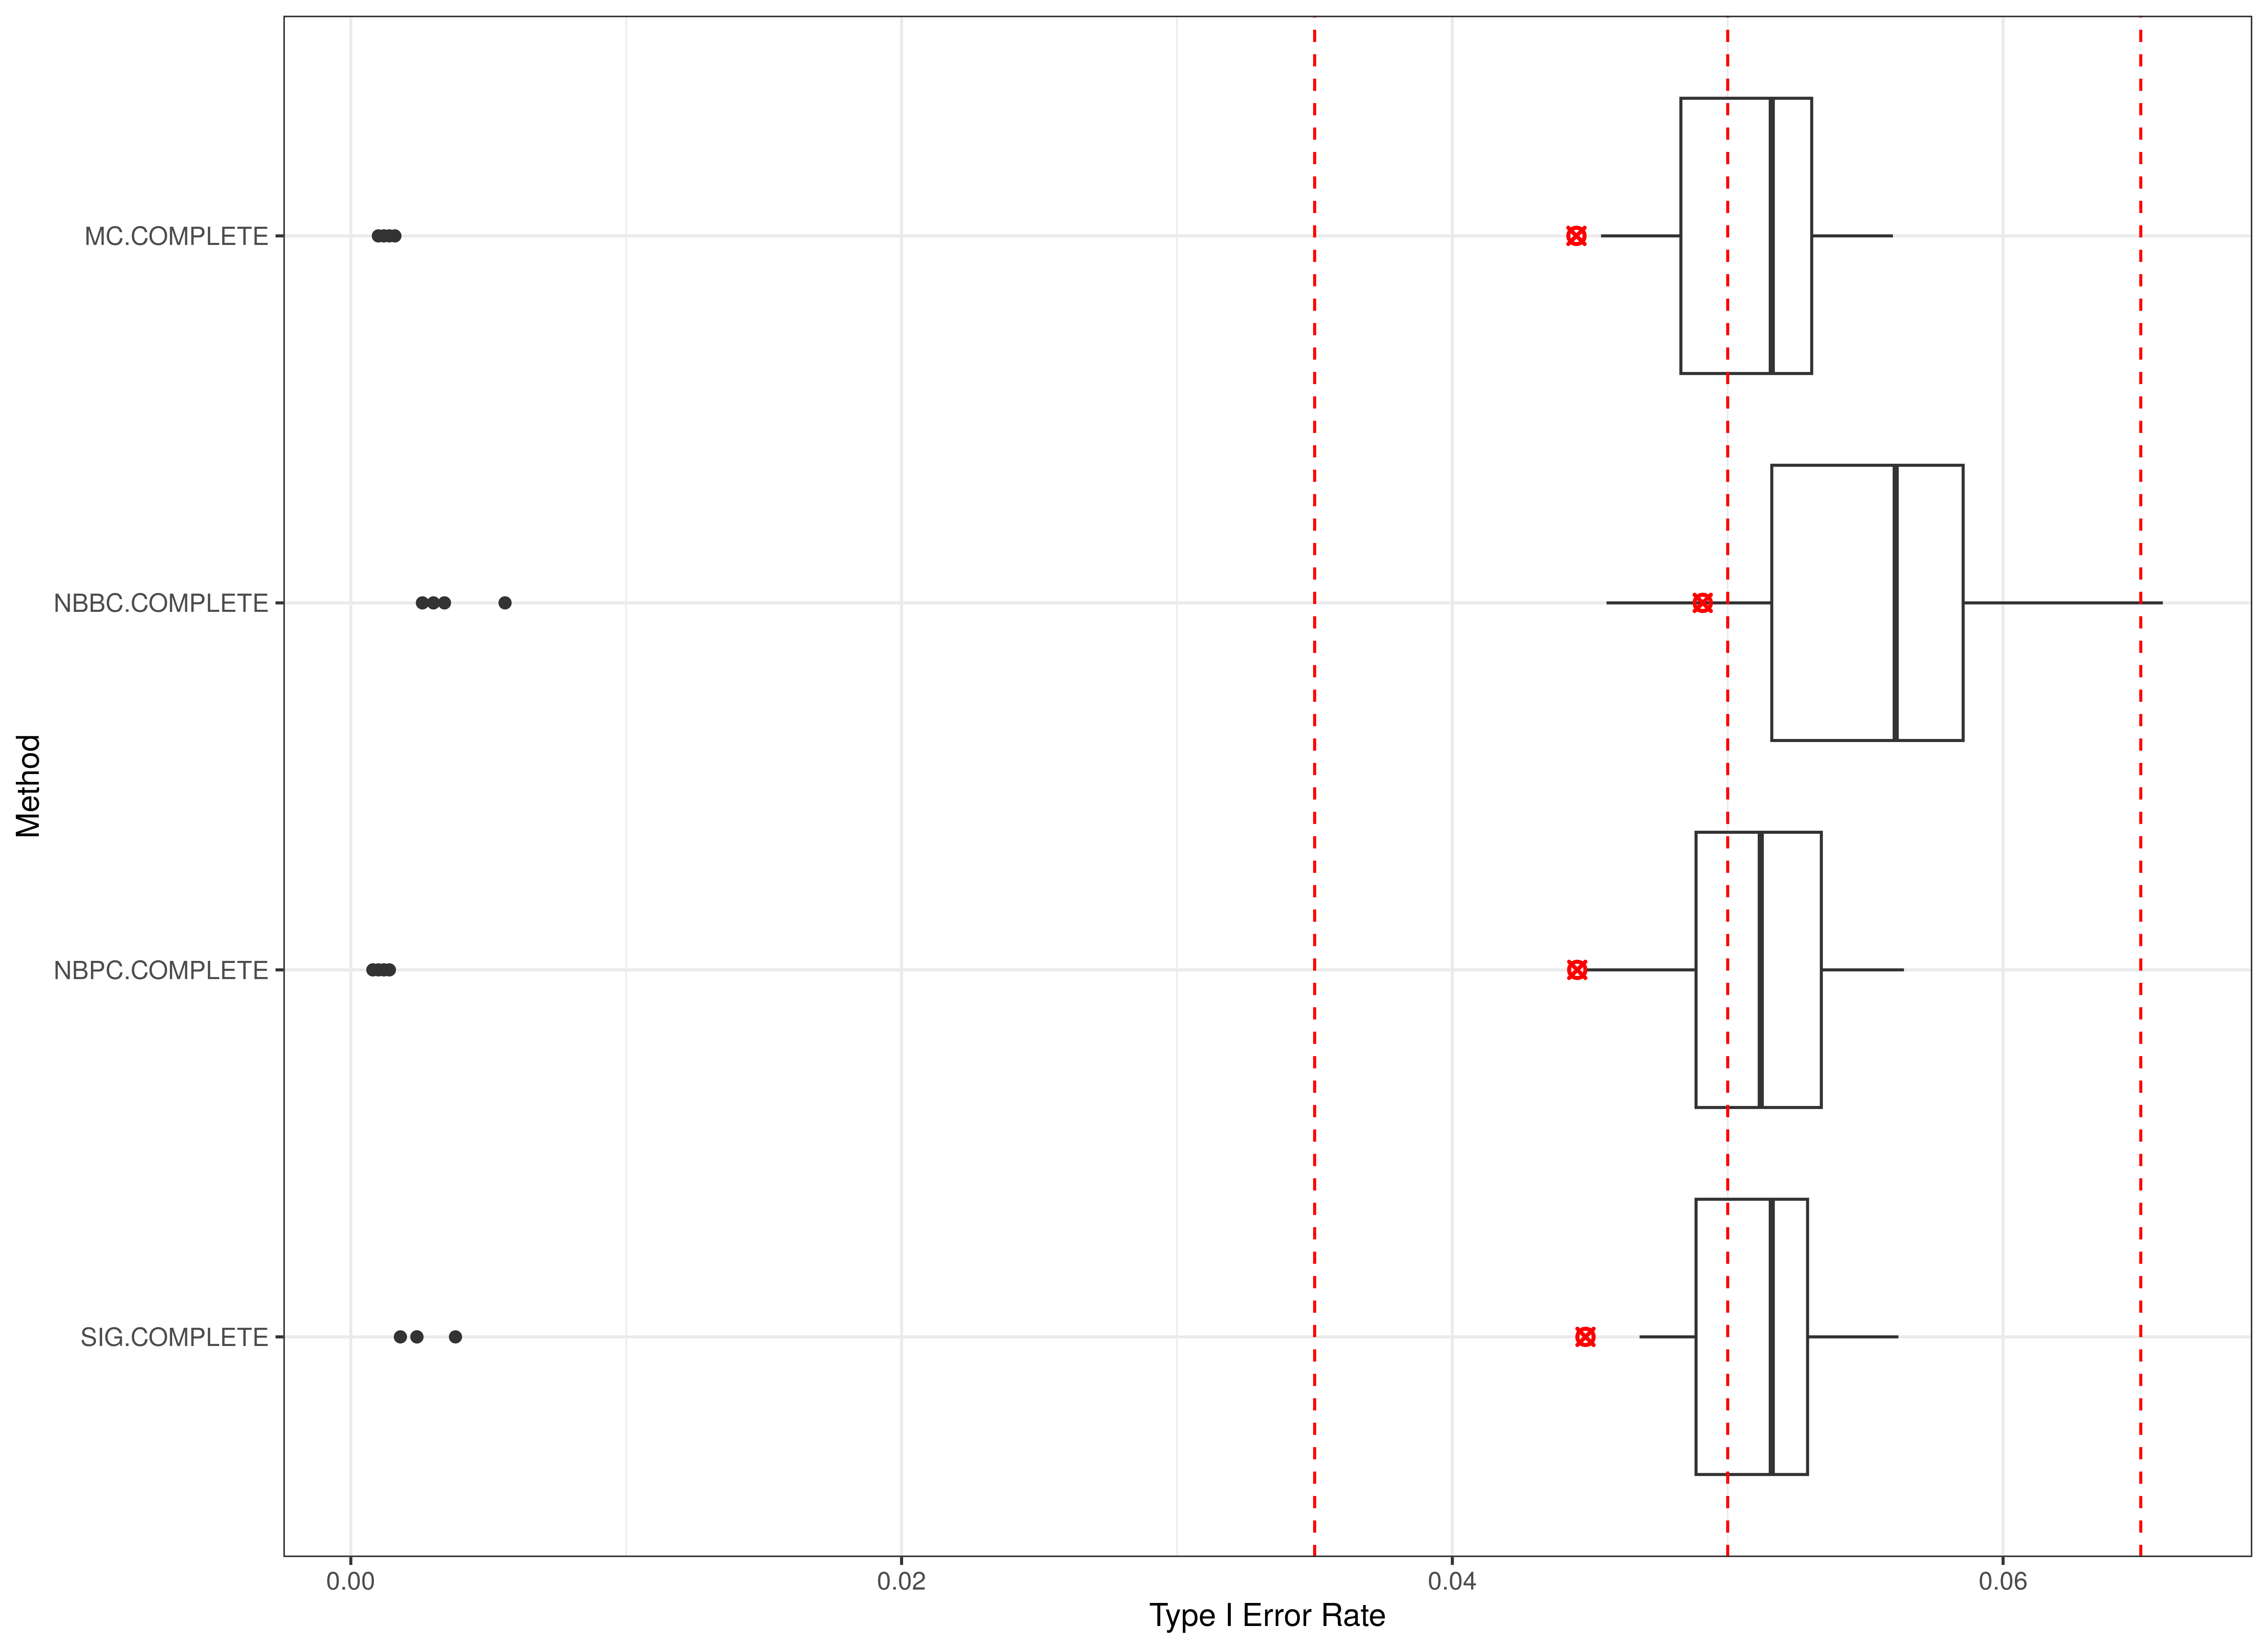 MC.COMPLETE
NBBC.COMPLETE
NBPC.COMPLETE
SIG.COMPLETE
Method
0.00 0.02 0.04 0.06
Type I Error Rate